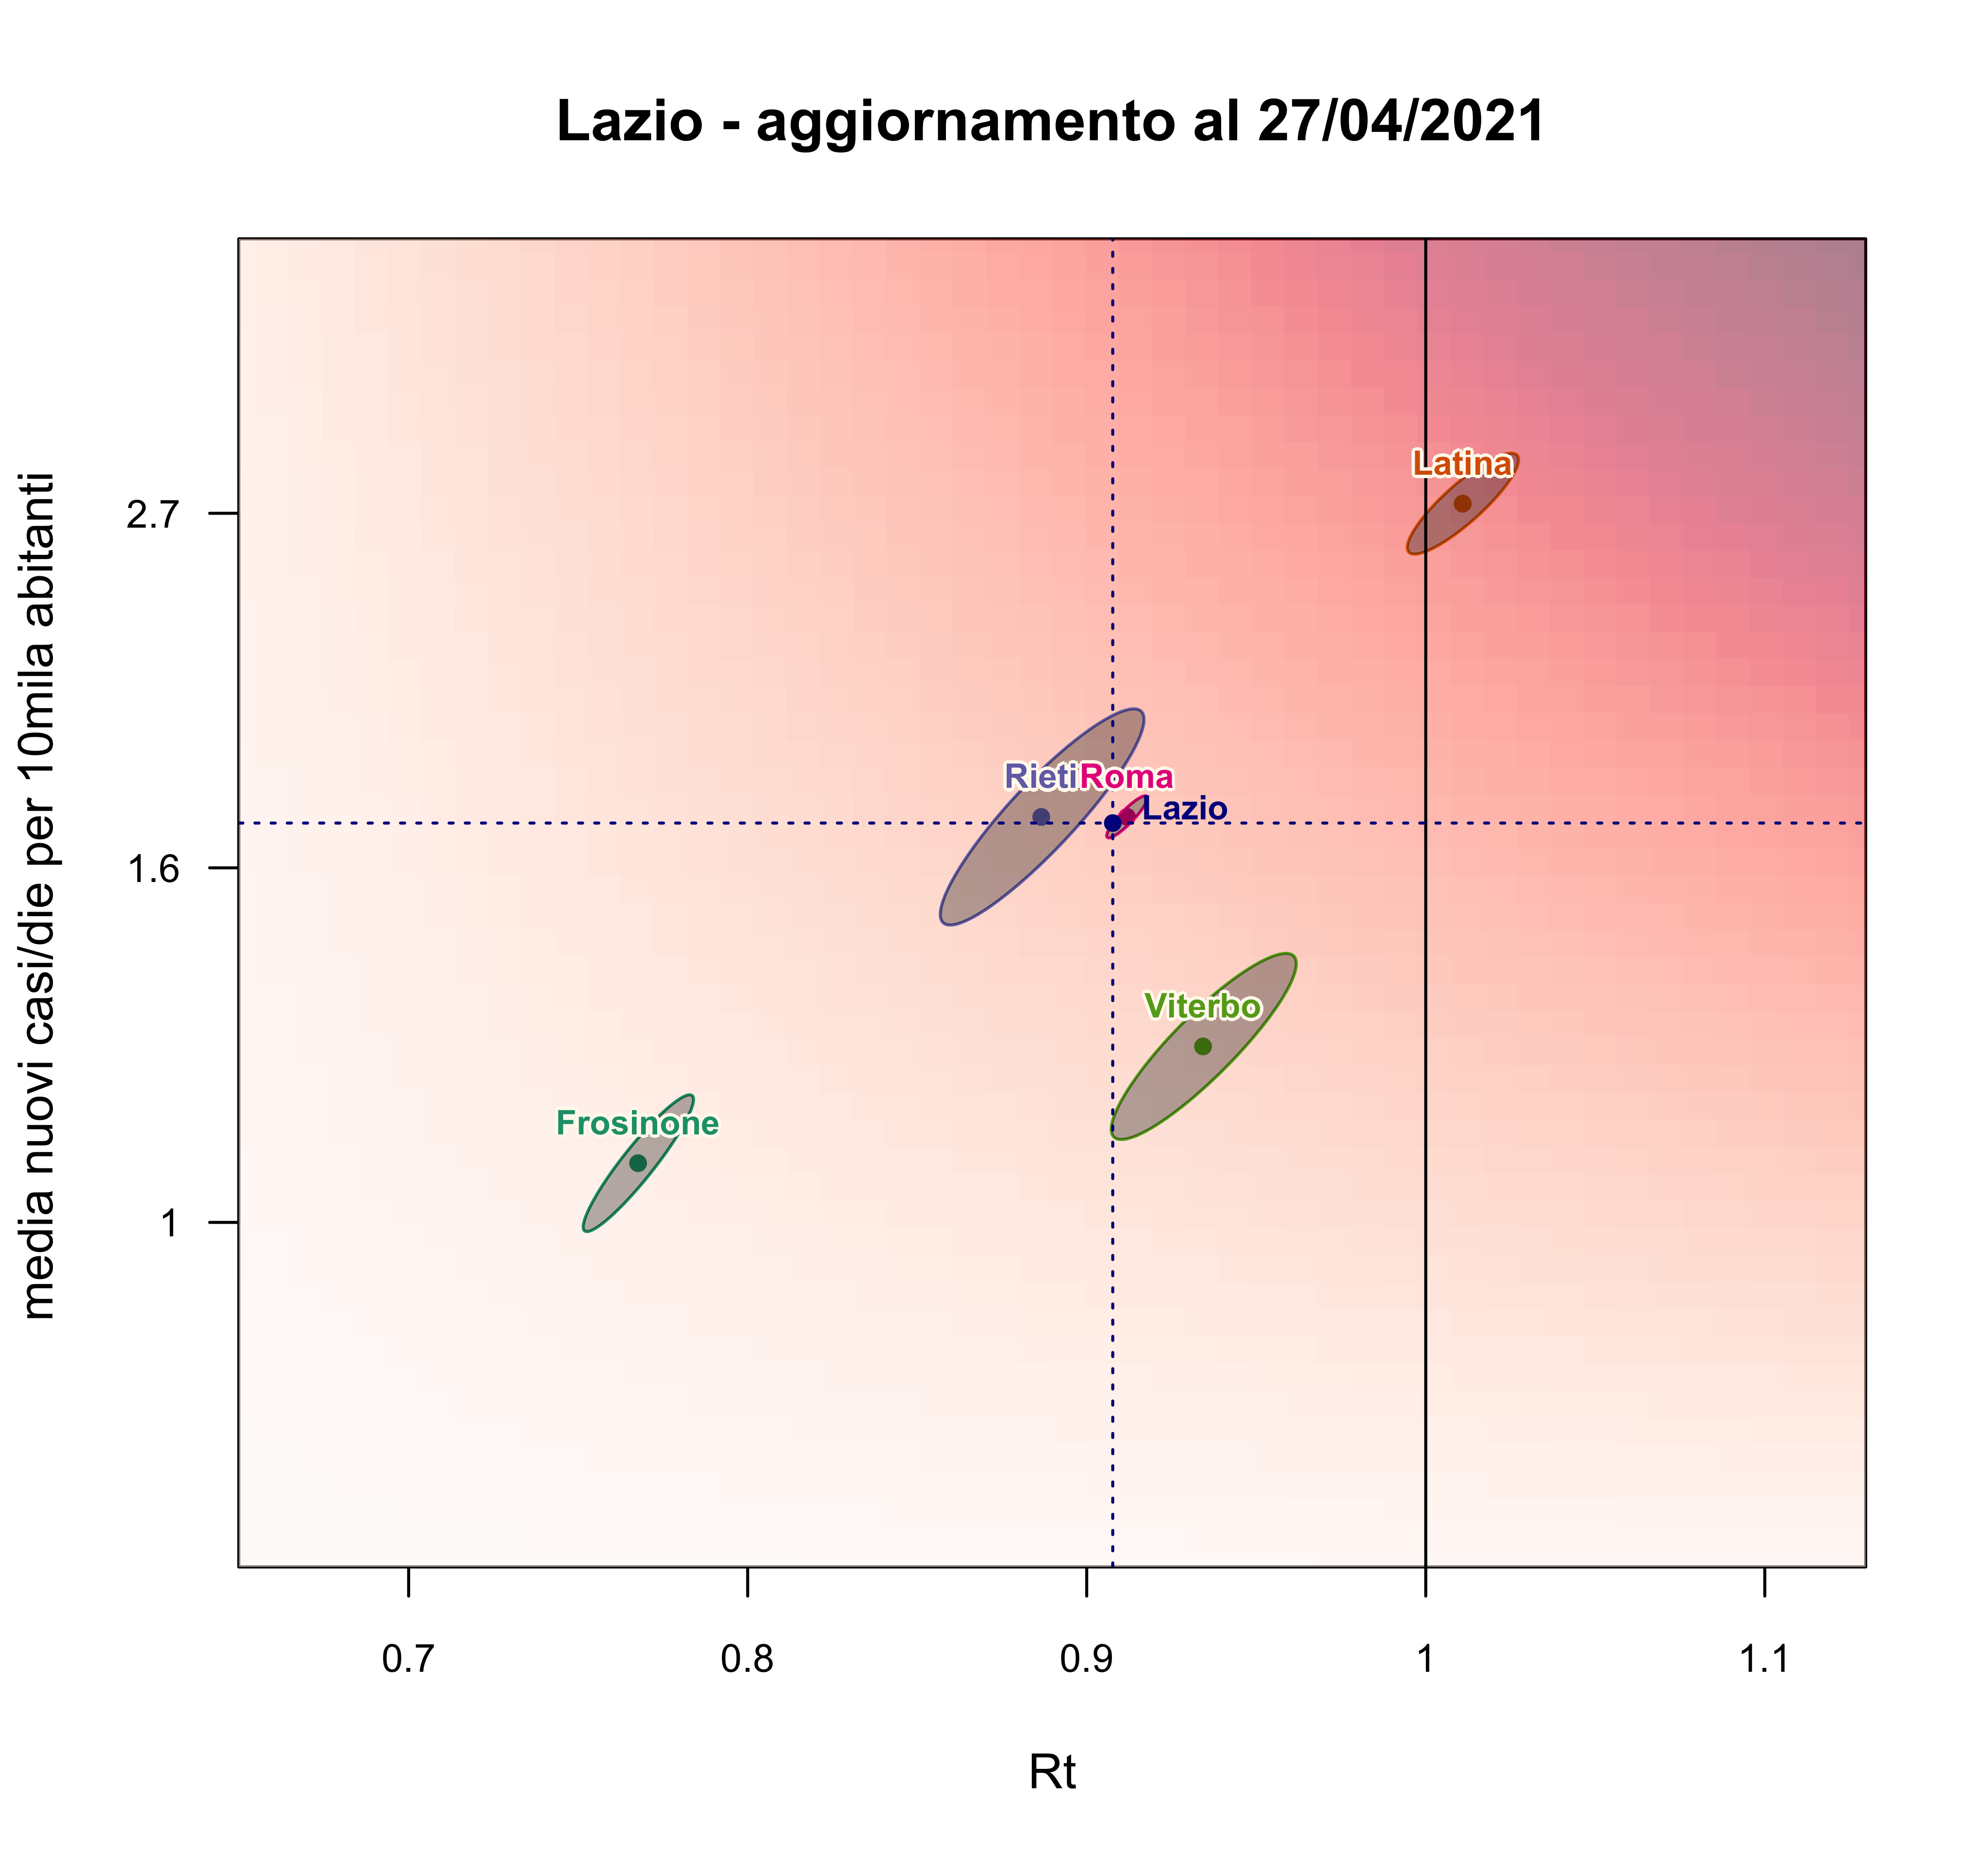 Lazio - aggiornamento al 27/04/2021
media nuovi casi/die per 10mila abitanti
2.7
1.6
1
Latina
Rieti
Roma
Lazio
Viterbo
Frosinone
0.7 0.8 0.9 1 1.1
Rt